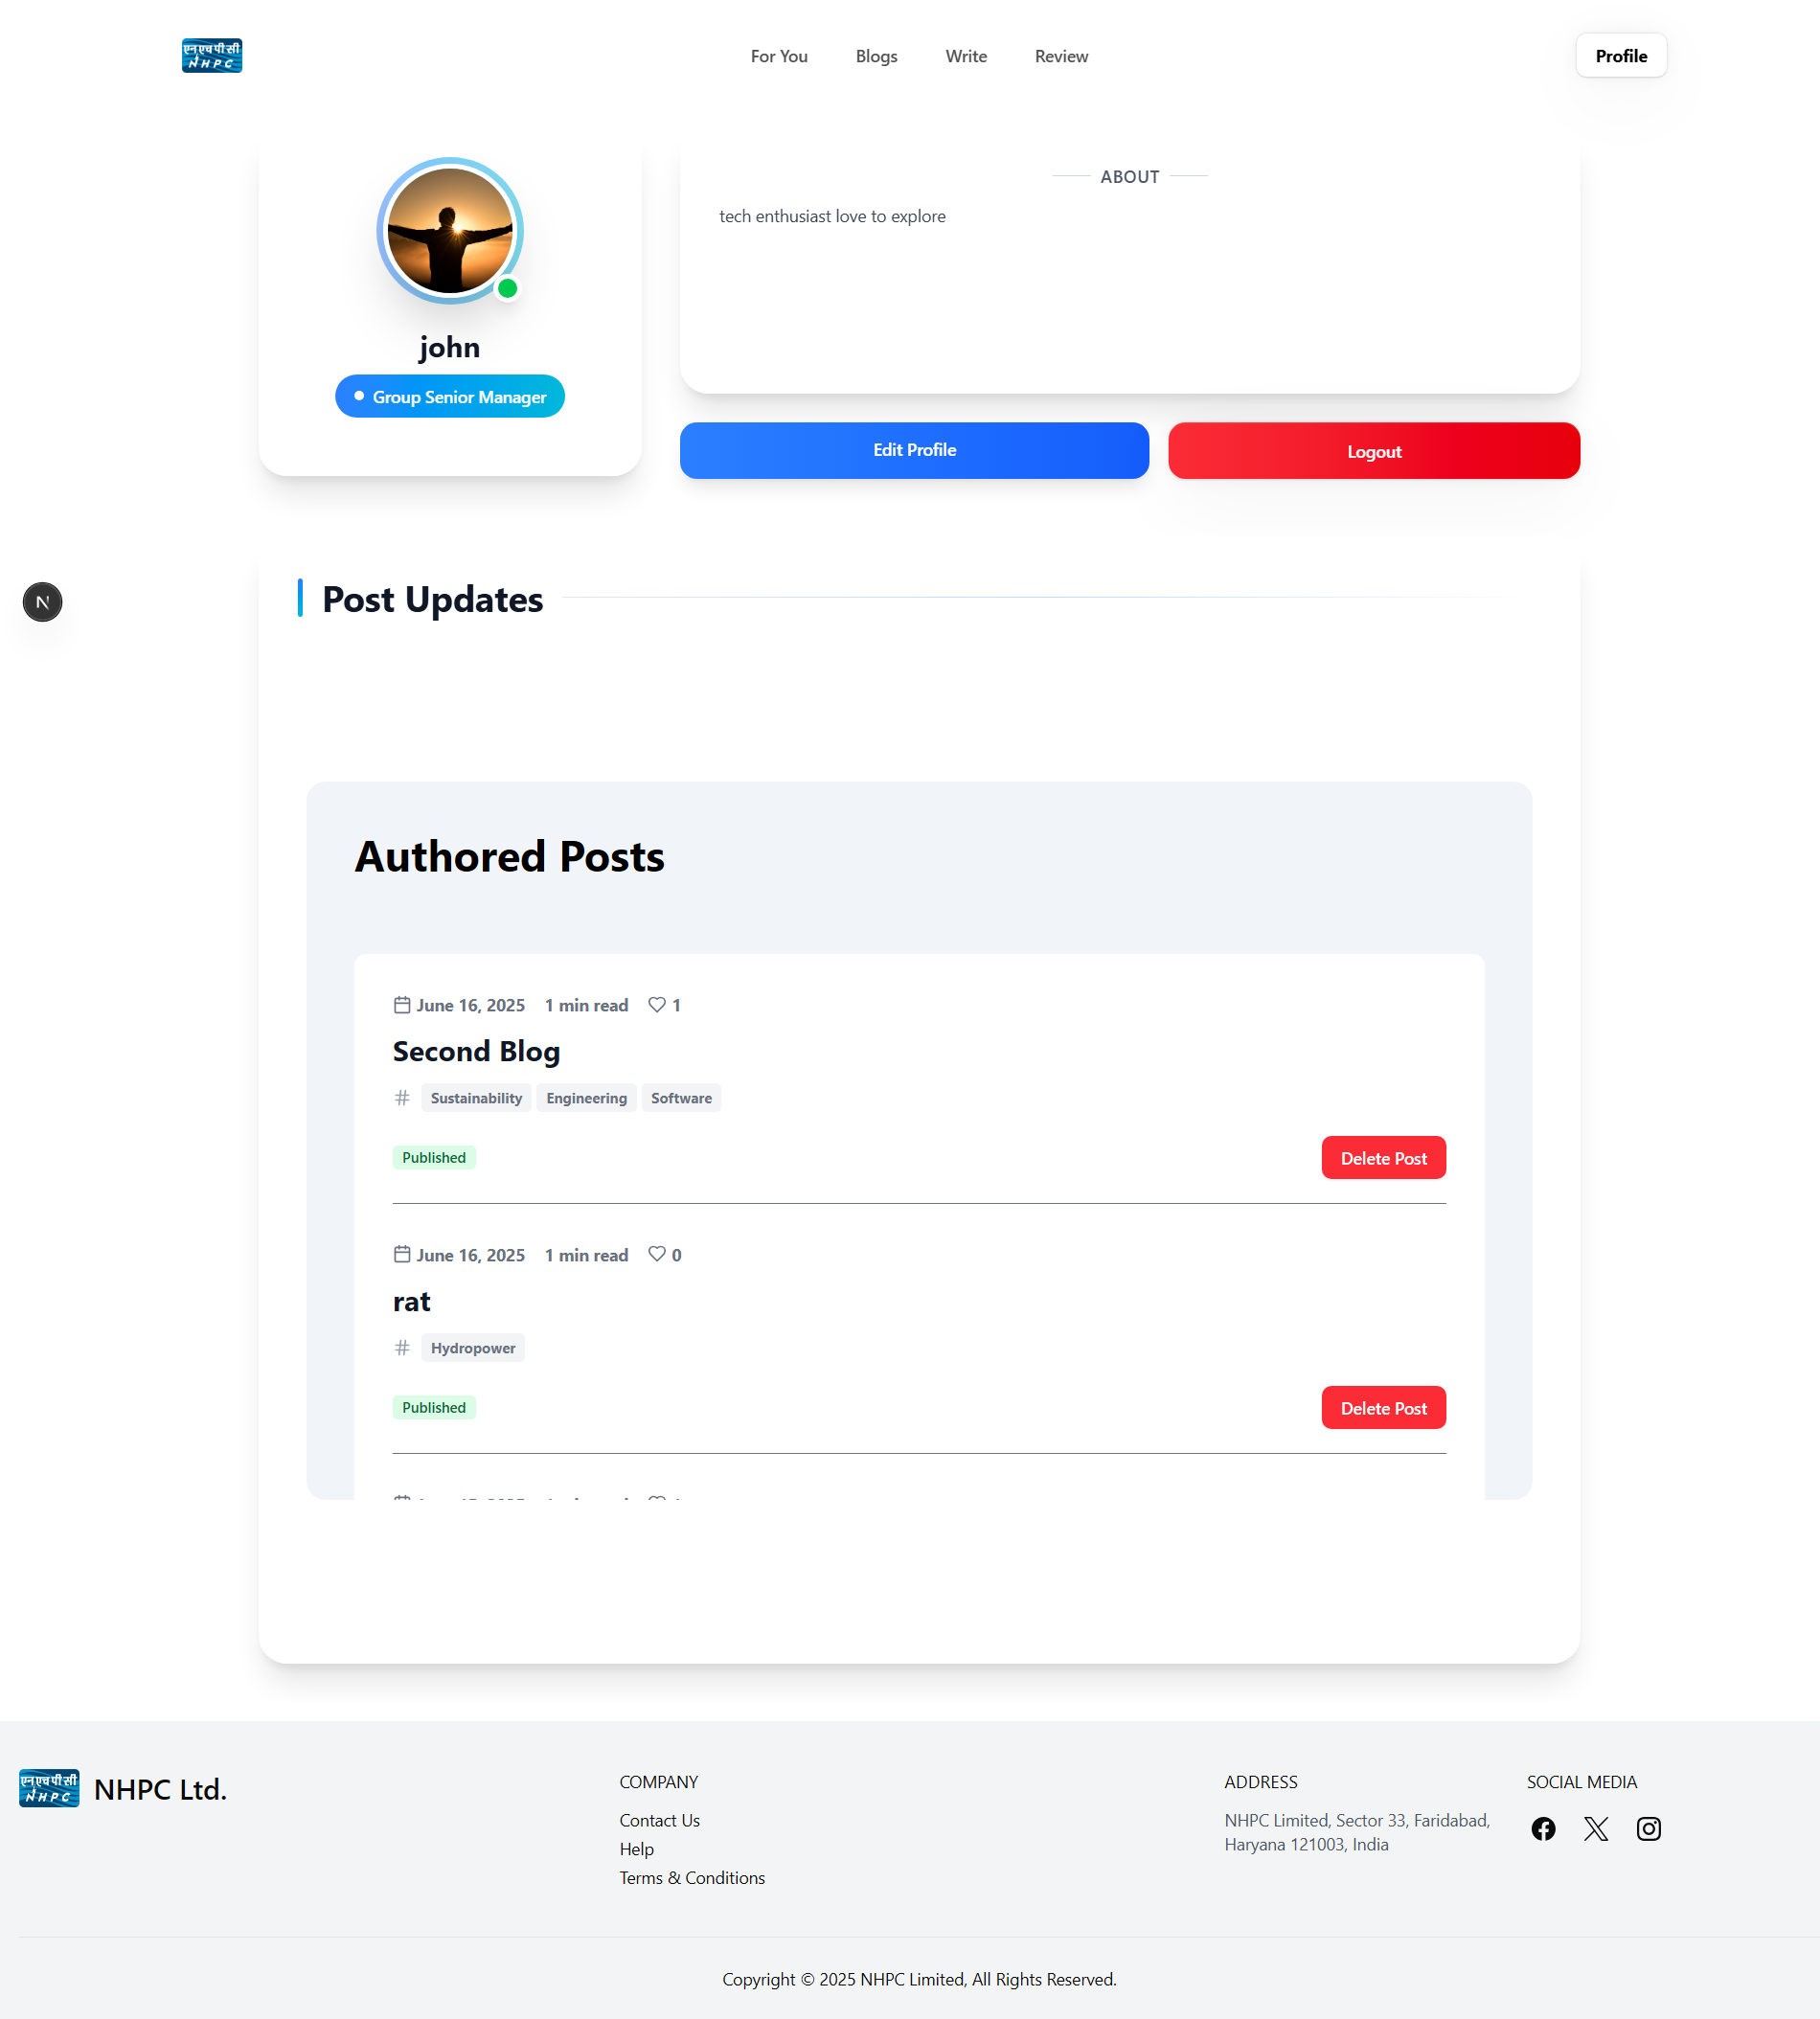 एनएचपीसी
NHPC
For You
Blogs
Write
Review
Profile
john
Group Senior Manager
ABOUT
tech enthusiast love to explore
Edit Profile
Logout
N
Post Updates
Authored Posts
June 16, 2025 1 min read 1
Second Blog
# Sustainability Engineering Software
Published
Delete Post
June 16, 2025 1 min read 0
rat
# Hydropower
Published
Delete Post
एनएचपीसी
NHPC
NHPC Ltd.
COMPANY
Contact Us
Help
Terms & Conditions
ADDRESS
NHPC Limited, Sector 33, Faridabad,
Haryana 121003, India
SOCIAL MEDIA
Copyright © 2025 NHPC Limited, All Rights Reserved.